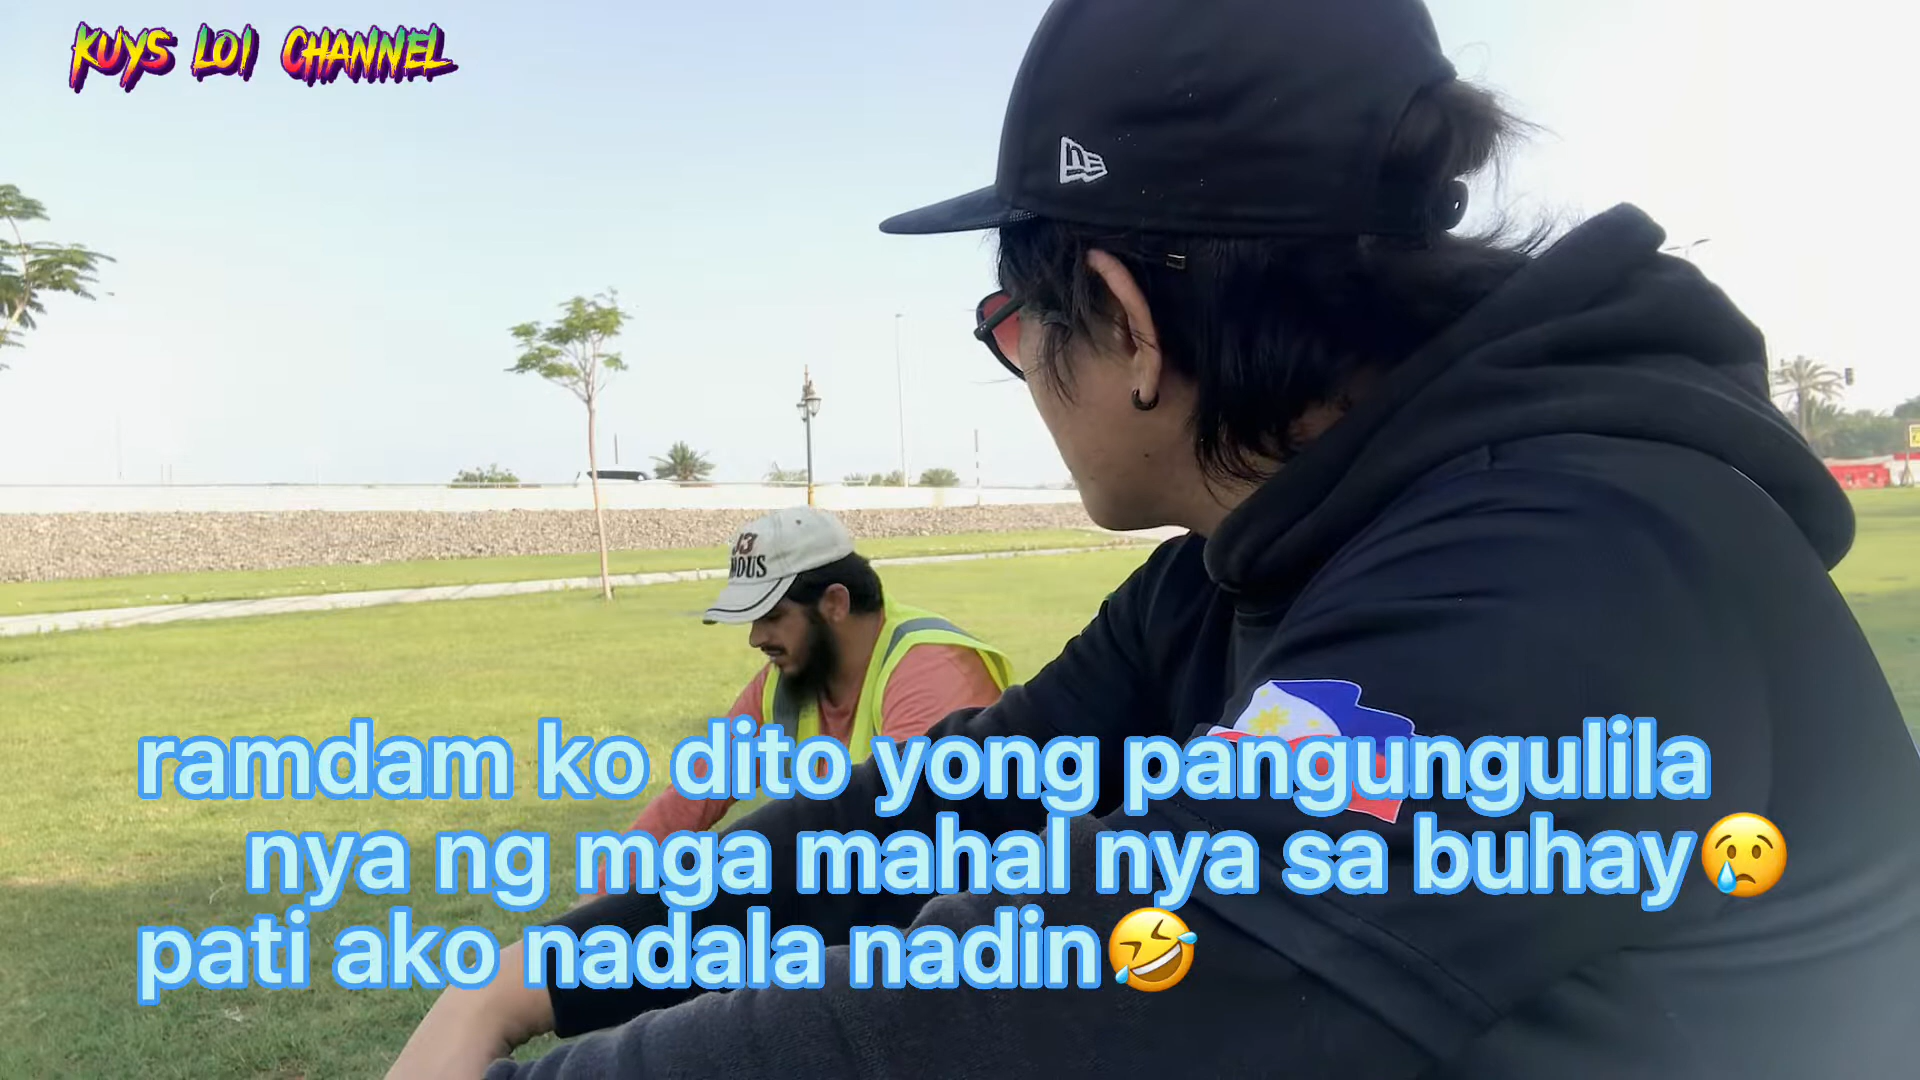 KUYS LOI CHANNEL
ramdam ko dito yong pangungulila
nya ng mga mahal nya sa buhay😢
pati ako nadala nadin🤣